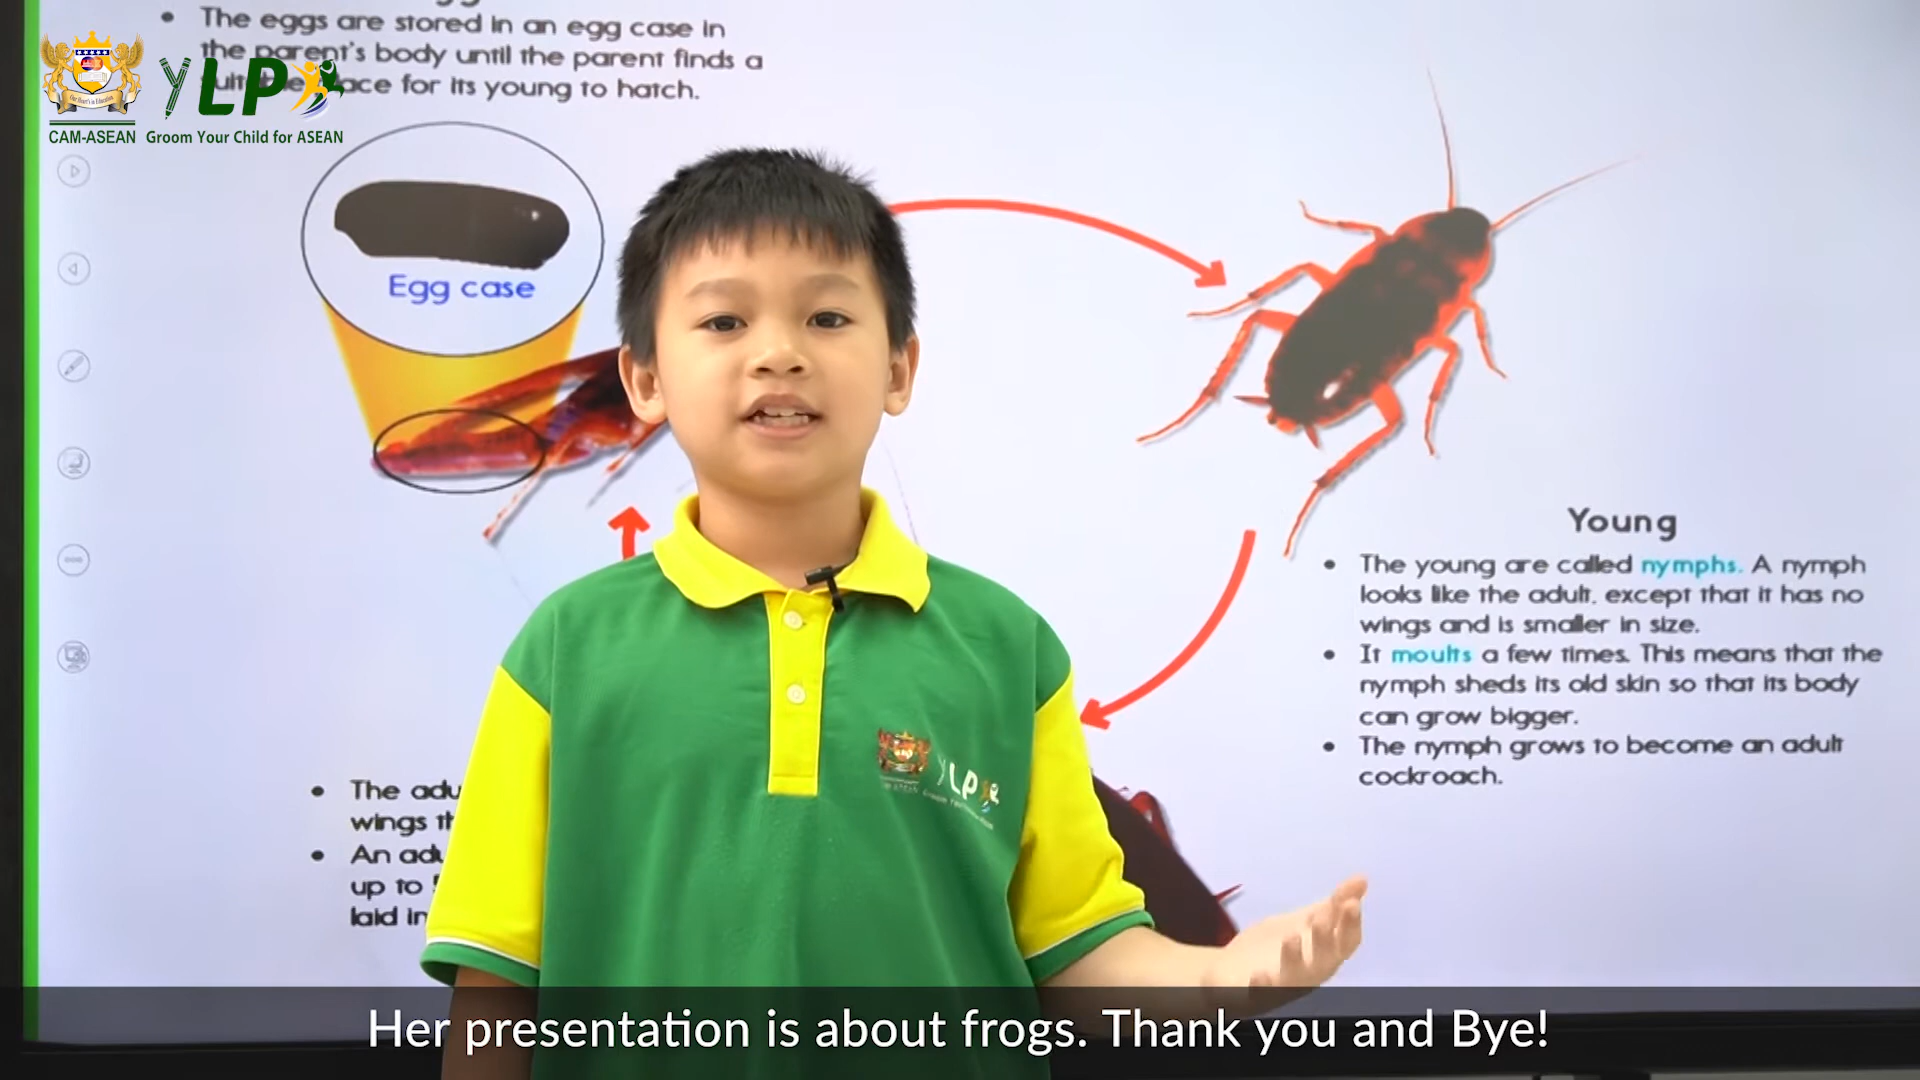 The eggs are stored in an egg case in
the parent's body until the parent finds a
place for its young to hatch.
YLP
CAM-ASEAN Groom Your Child for ASEAN
Egg case
Young
The young are called nymphs. A nymph
looks like the adult, except that it has no
wings and is smaller in size.
It moults a few times. This means that the
nymph sheds its old skin so that its body
can grow bigger.
The nymph grows to become an adult
cockroach.
YLP
The
wings
An
up to
laid in
Her presentation is about frogs. Thank you and Bye!